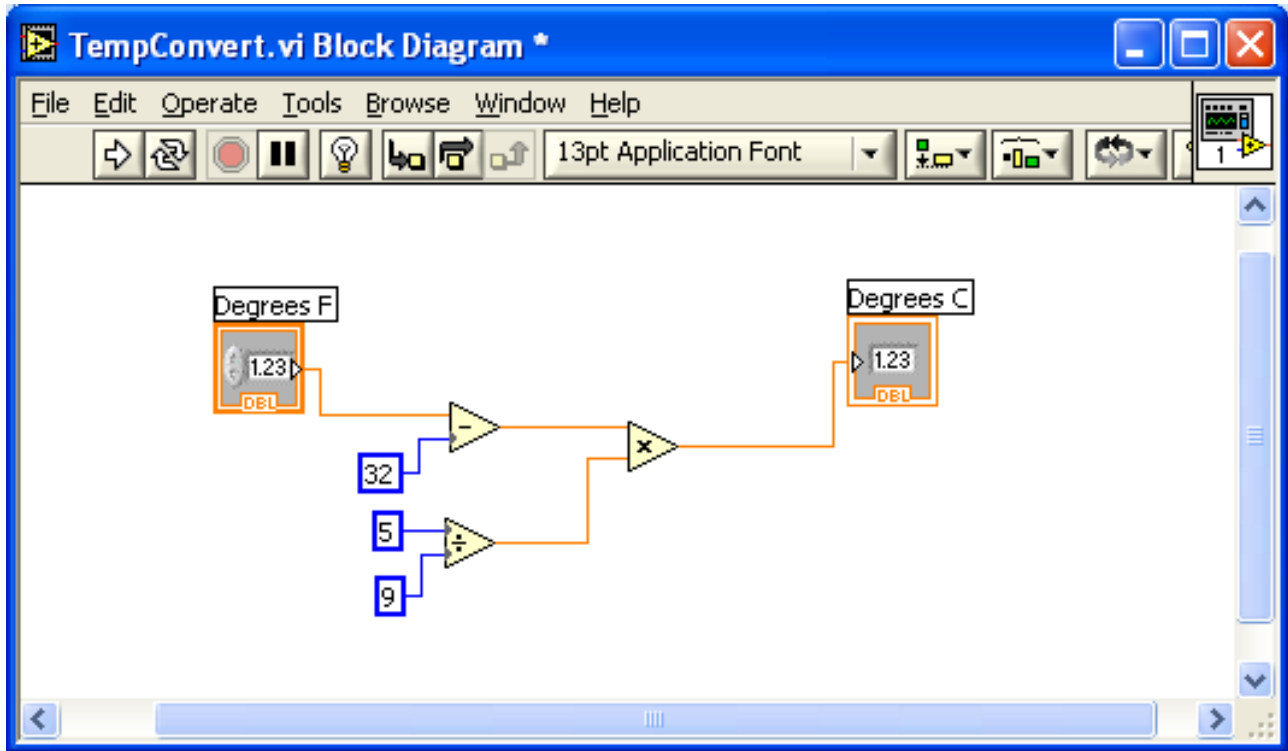 TempConvert.vi Block Diagram *
File Edit Operate Tools Browse Window Help
13pt Application Font
1
Degrees F
1.23
DBL
Degrees C
1.23
DBL
-
×
32
5
÷
9